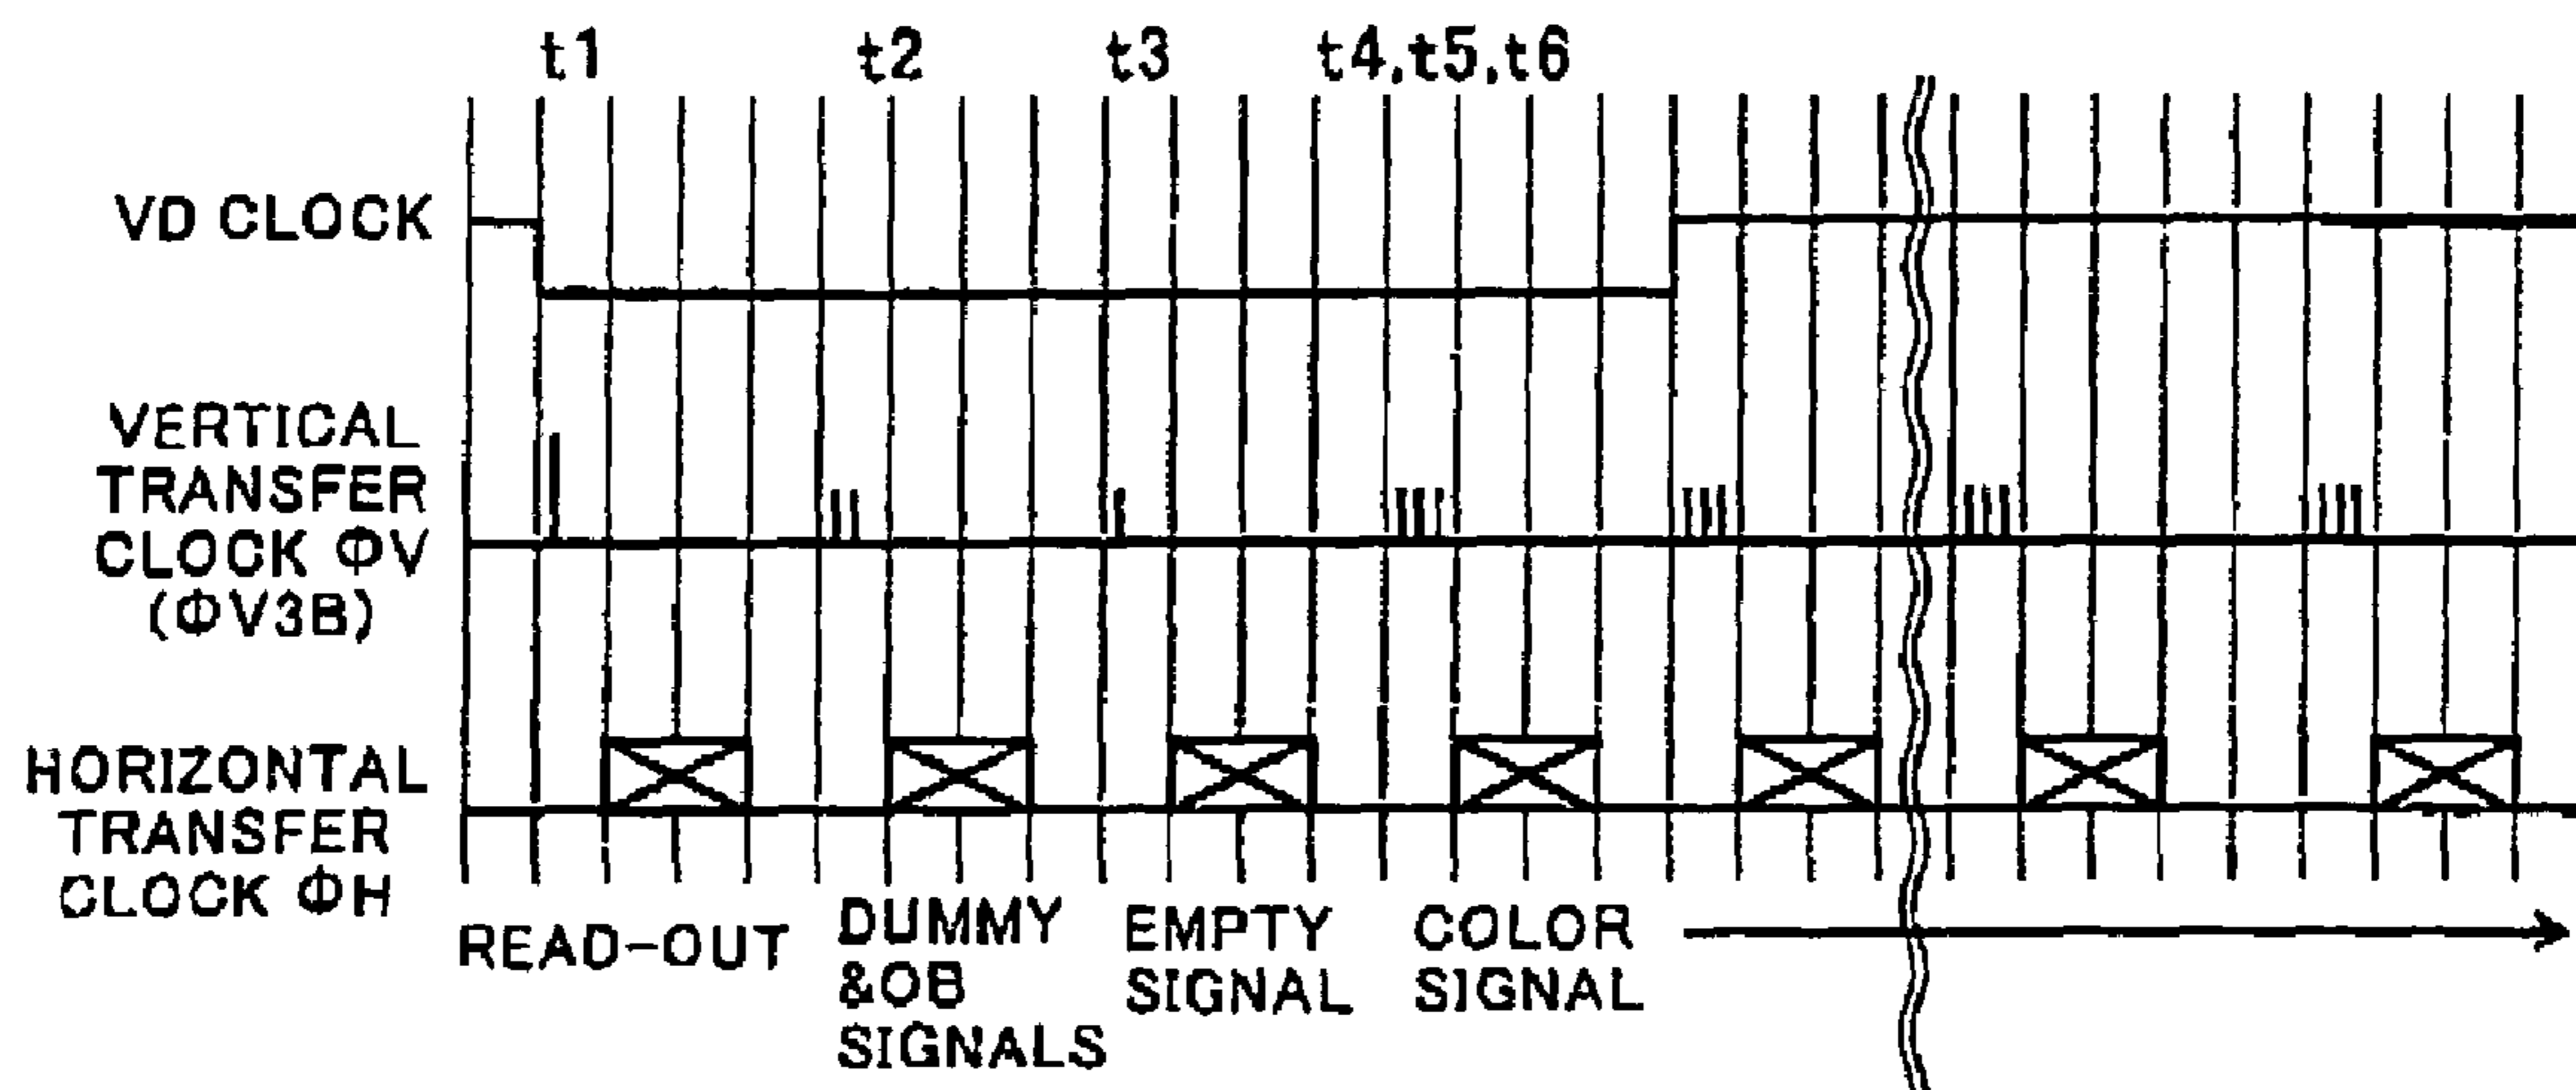 t1 t2 t3 t4,t5,t6
VD CLOCK
VERTICAL
TRANSFER
CLOCK ΦV
(ΦV3B)
HORIZONTAL
TRANSFER
CLOCK ΦH
READ-OUT
DUMMY
&OB
SIGNALS
EMPTY
SIGNAL
COLOR
SIGNAL